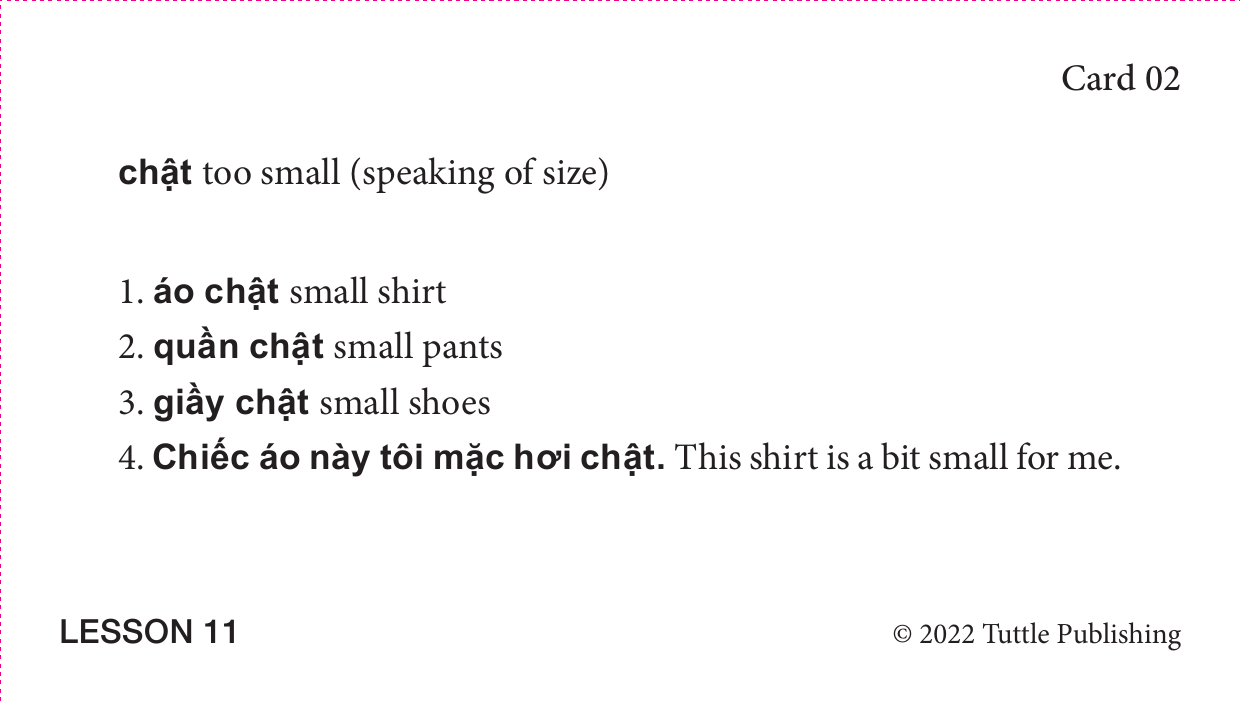 Card 02
chật too small (speaking of size)
1. áo chật small shirt
2. quần chật small pants
3. giầy chật small shoes
4. Chiếc áo này tôi mặc hơi chật. This shirt is a bit small for me.
LESSON 11
© 2022 Tuttle Publishing